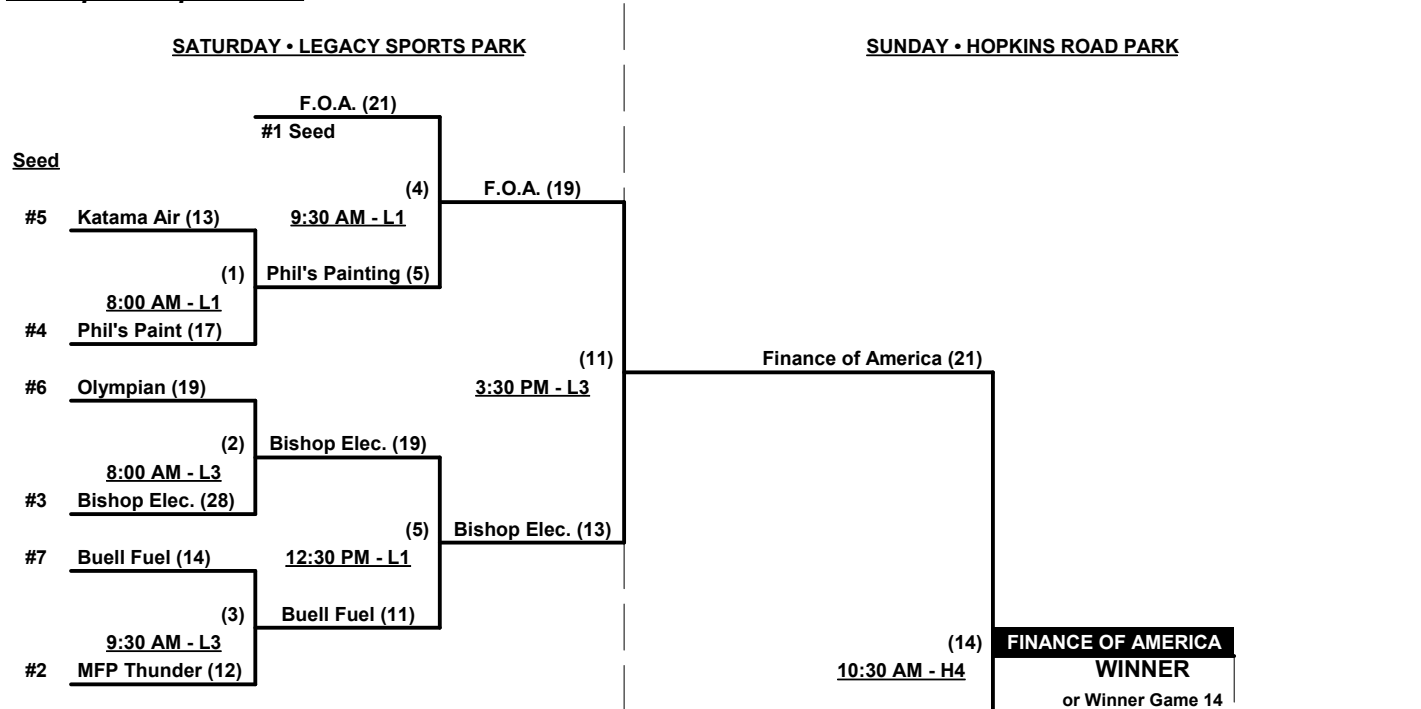 SATURDAY • LEGACY SPORTS PARK
SUNDAY • HOPKINS ROAD PARK
F.O.A. (21)
#1 Seed
Seed
(4)
F.O.A. (19)
#5 Katama Air (13)
9:30 AM - L1
(1)
Phil's Painting (5)
8:00 AM - L1
#4 Phil's Paint (17)
(11)
Finance of America (21)
#6 Olympian (19)
3:30 PM - L3
(2)
Bishop Elec. (19)
8:00 AM - L3
#3 Bishop Elec. (28)
(5)
Bishop Elec. (13)
#7 Buell Fuel (14)
12:30 PM - L1
(3)
Buell Fuel (11)
9:30 AM - L3
(14)
FINANCE OF AMERICA
#2 MFP Thunder (12)
10:30 AM - H4
WINNER
or Winner Game 14